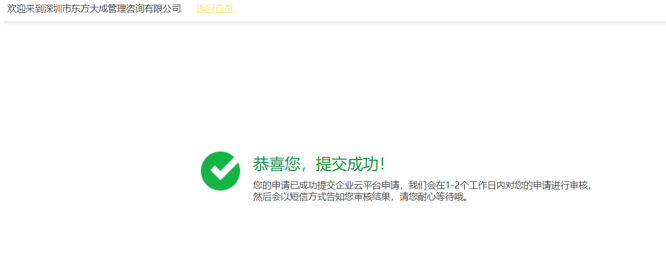 欢迎来到深圳市东方大成管理咨询有限公司 返回首页
恭喜您，提交成功！
您的申请已成功提交企业云平台申请，我们会在1-2个工作日内对您的申请进行审核，
然后会以短信方式告知您审核结果，请您耐心等待哦。